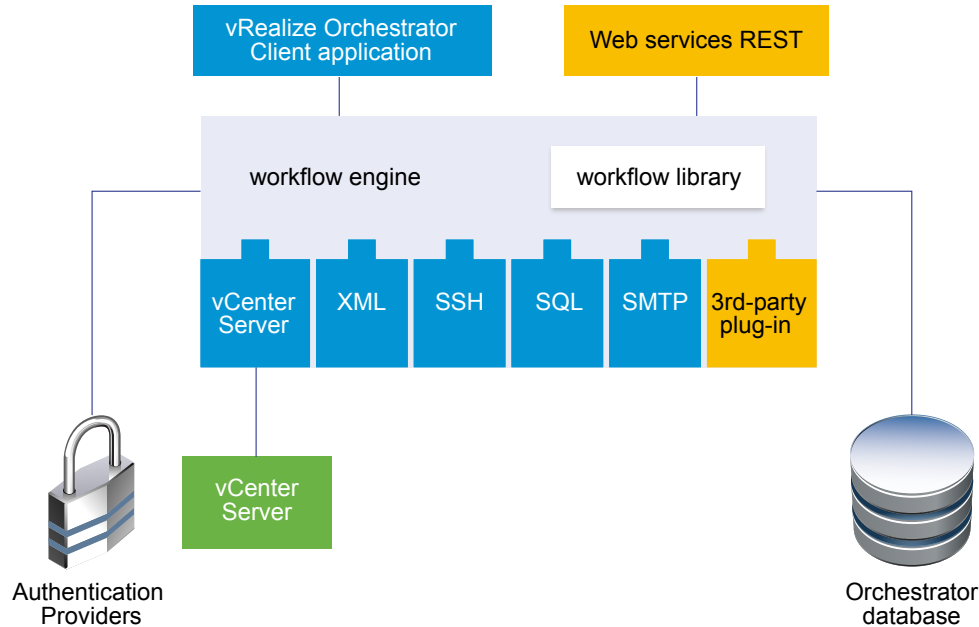 vRealize Orchestrator
Client application
Web services REST
workflow engine
workflow library
vCenter
Server
XML
SSH
SQL
SMTP
3rd-party
plug-in
vCenter
Server
Authentication
Providers
Orchestrator
database